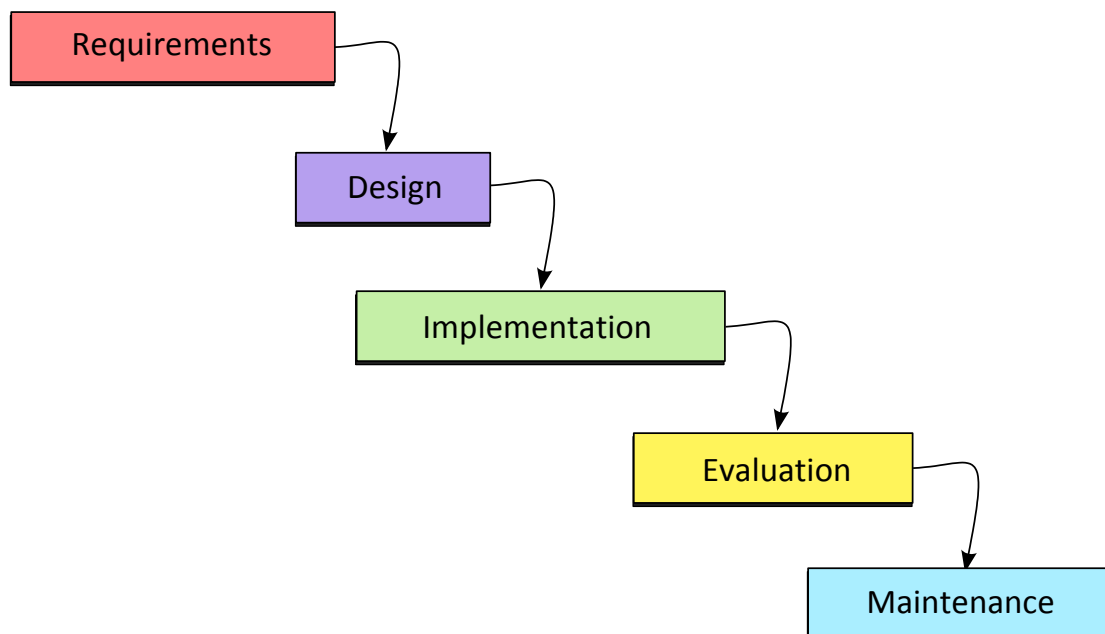 Requirements
Design
Implementation
Evaluation
Maintenance